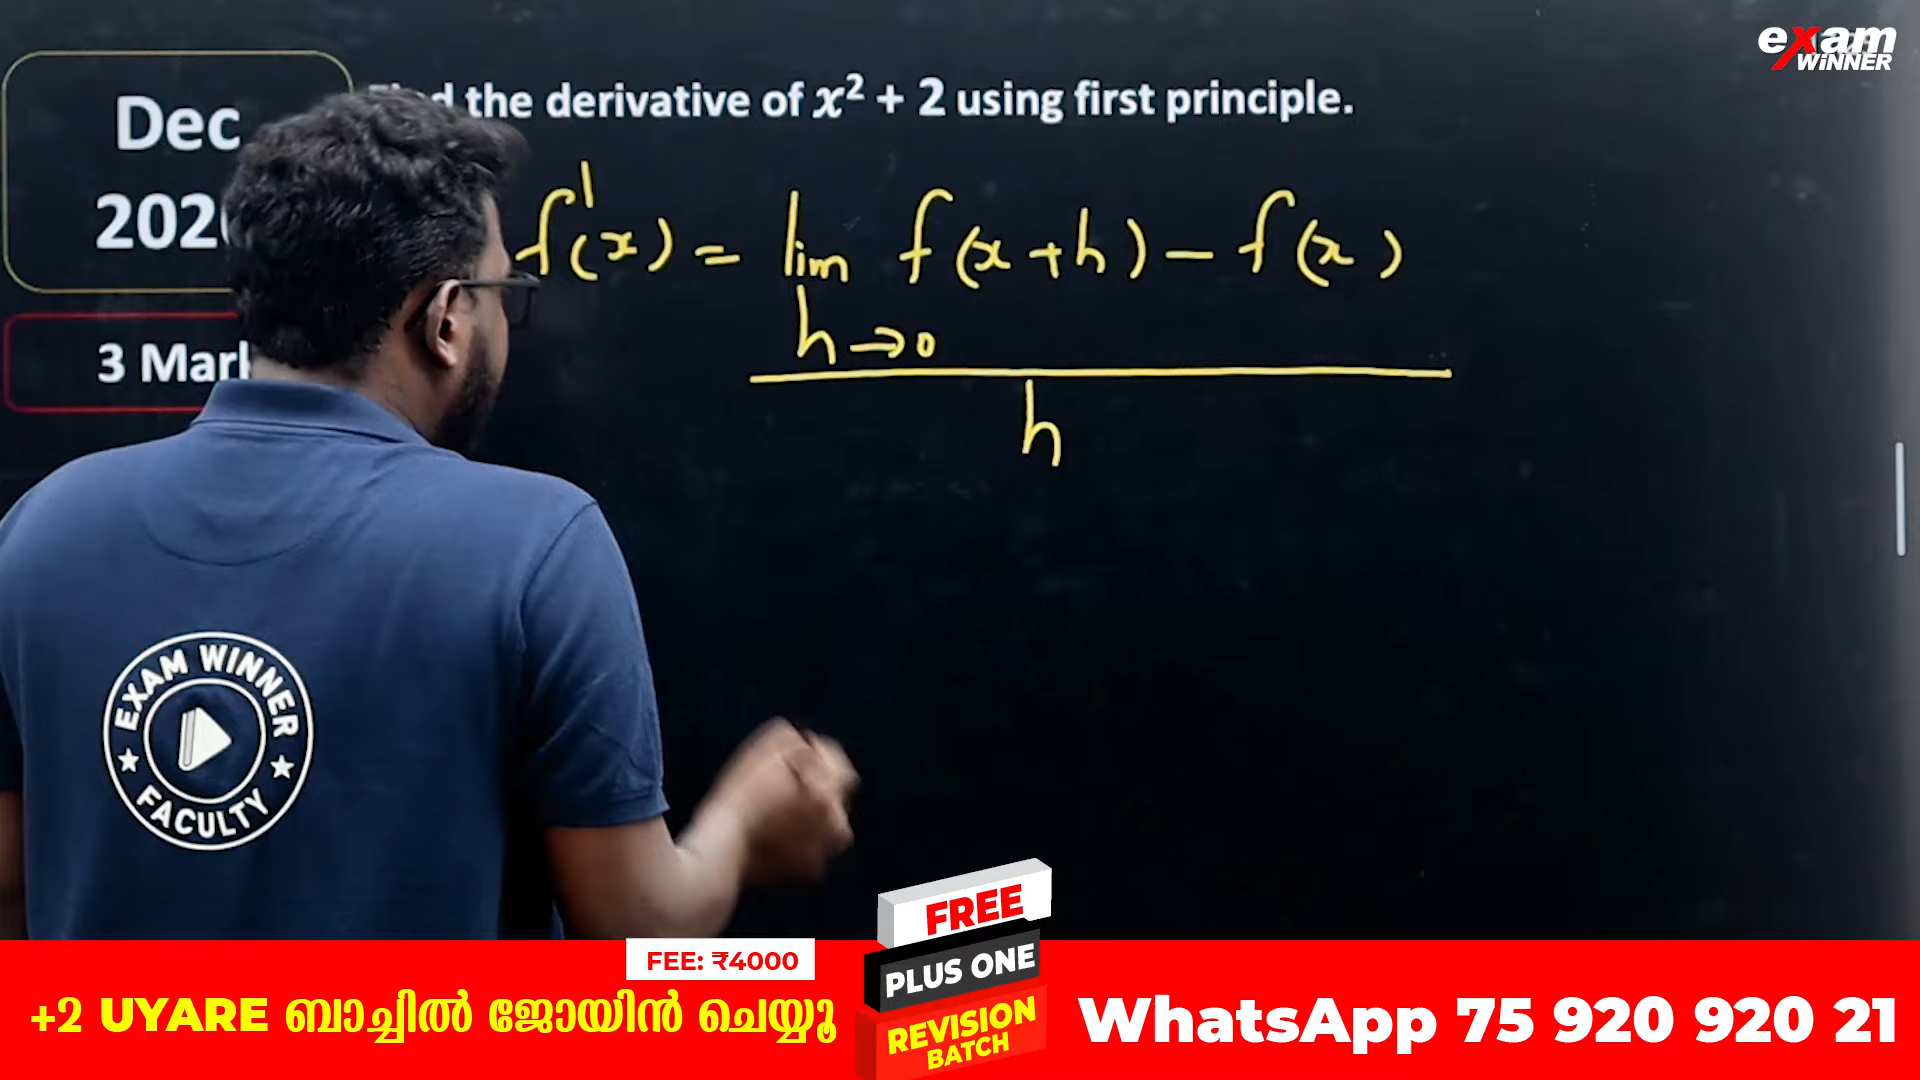 exam
WiNNER
Dec
202
3 Mar
the derivative of x² + 2 using first principle.
f'(x) = lim f(x+h) - f(x)
h→0
h
EXAM WINNER
FACULTY
FEE: ₹4000
+2 UYARE ബാച്ചിൽ ജോയിൻ ചെയ്യൂ
FREE
PLUS ONE
REVISION
BATCH
WhatsApp 75 920 920 21